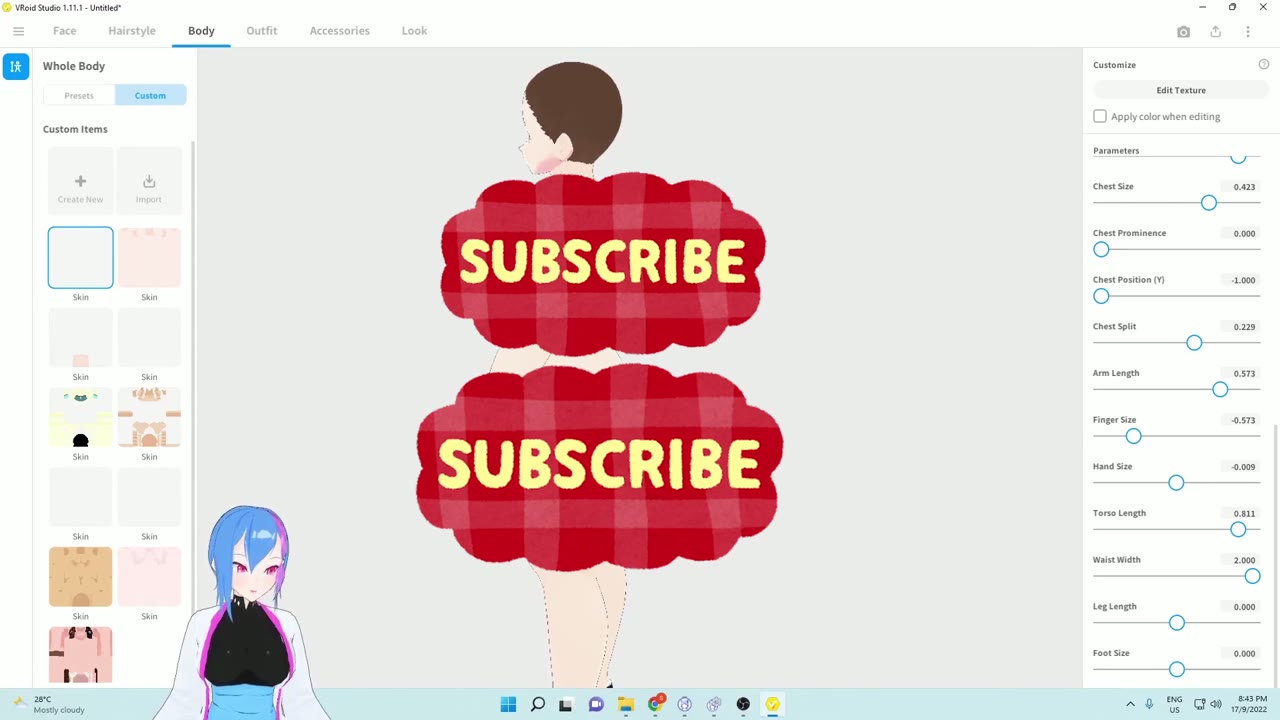 VRoid Studio 1.11.1 - Untitled*
Face Hairstyle Body Outfit Accessories Look
Whole Body
Presets Custom
Custom Items
Create New Import
Skin Skin
Skin Skin
Skin Skin
Skin Skin
Skin Skin
SUBSCRIBE
SUBSCRIBE
Customize
Edit Texture
Apply color when editing
Parameters
Chest Size 0.423
Chest Prominence 0.000
Chest Position (Y) -1.000
Chest Split 0.229
Arm Length 0.573
Finger Size -0.573
Hand Size -0.009
Torso Length 0.811
Waist Width 2.000
Leg Length 0.000
Foot Size 0.000
28°C
Mostly cloudy
ENG
US
8:43 PM
17/9/2022